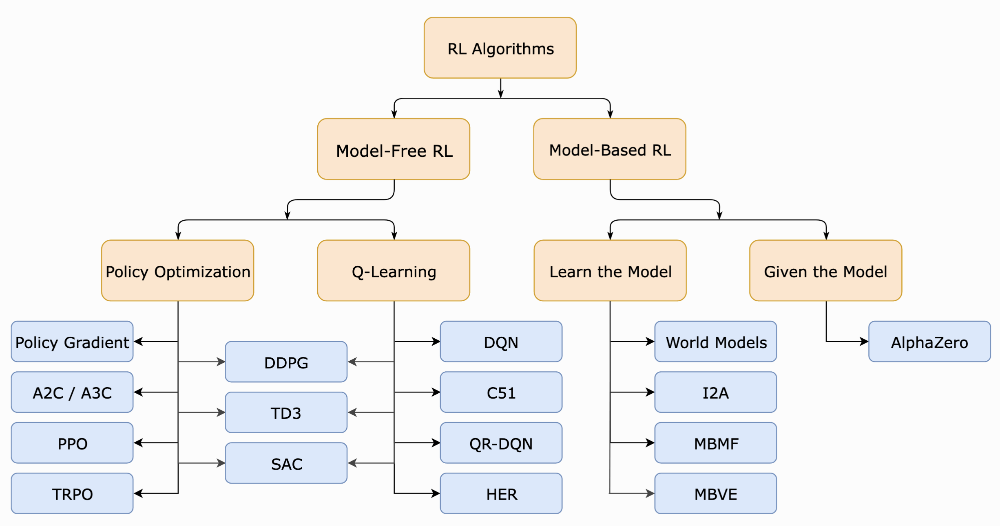 RL Algorithms
Model-Free RL
Model-Based RL
Policy Optimization
Q-Learning
Learn the Model
Given the Model
Policy Gradient
A2C / A3C
PPO
TRPO
DDPG
TD3
SAC
DQN
C51
QR-DQN
HER
World Models
I2A
MBMF
MBVE
AlphaZero